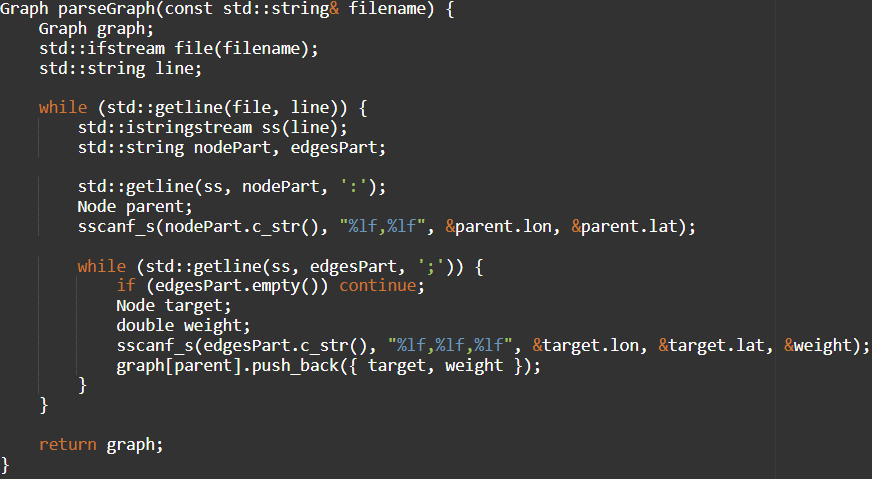 Graph parseGraph(const std::string& filename) {
    Graph graph;
    std::ifstream file(filename);
    std::string line;

    while (std::getline(file, line)) {
        std::istringstream ss(line);
        std::string nodePart, edgesPart;

        std::getline(ss, nodePart, ':');
        Node parent;
        sscanf_s(nodePart.c_str(), "%lf,%lf", &parent.lon, &parent.lat);

        while (std::getline(ss, edgesPart, ';')) {
            if (edgesPart.empty()) continue;
            Node target;
            double weight;
            sscanf_s(edgesPart.c_str(), "%lf,%lf,%lf", &target.lon, &target.lat, &weight);
            graph[parent].push_back({ target, weight });
        }
    }

    return graph;
}